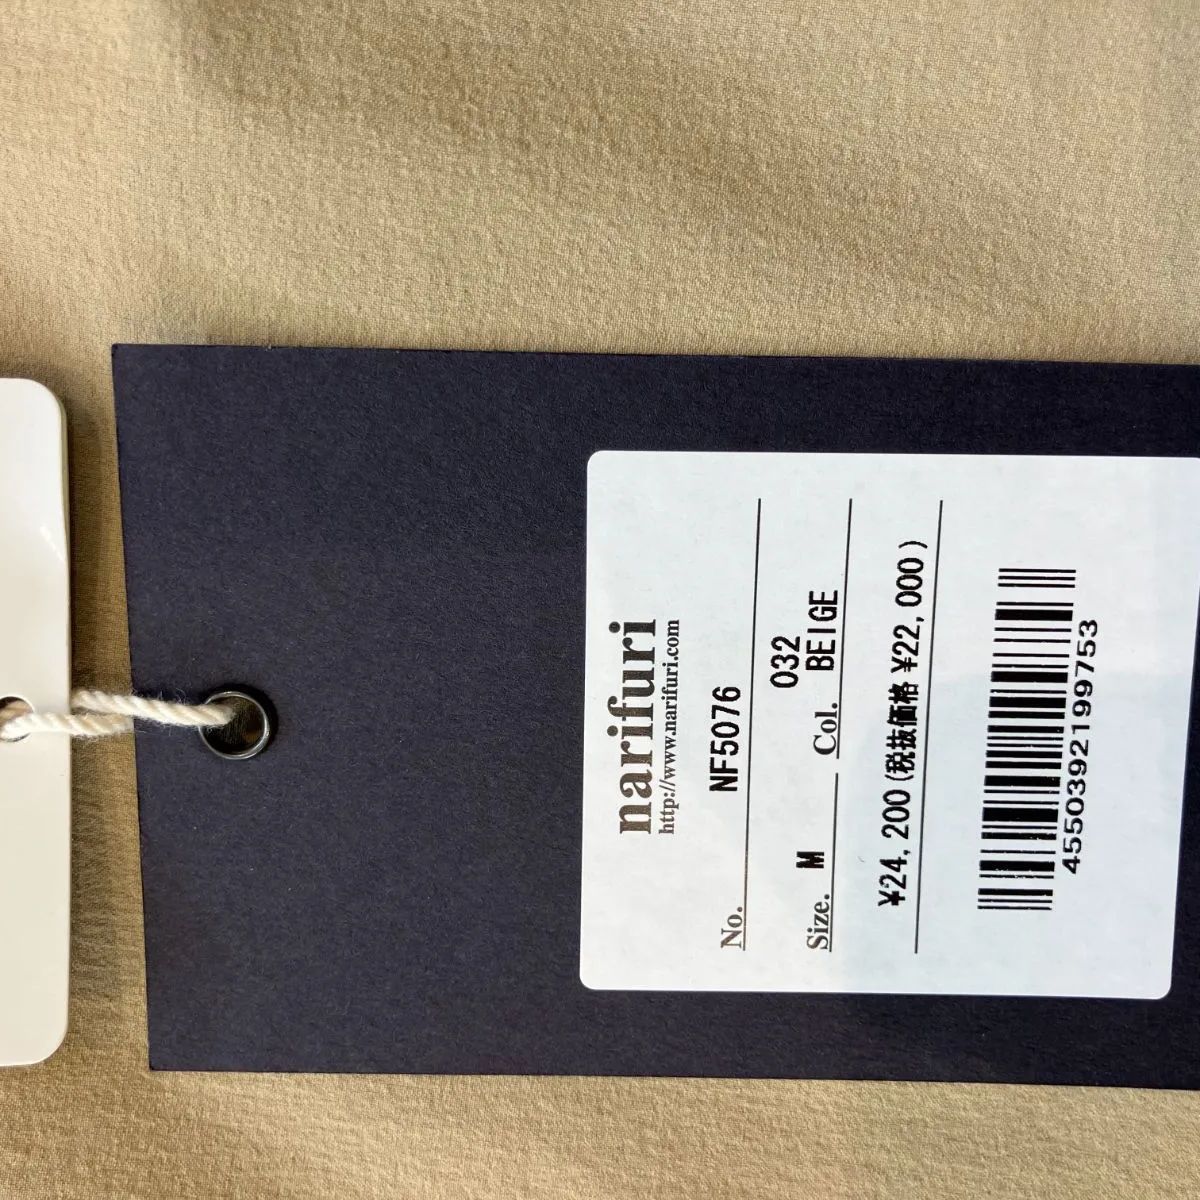 narifuri
http://www.narifuri.com
No. NF5076
032
Size. M Col. BEIGE
¥24,200(税抜価格 ¥22,000)
4550392199753